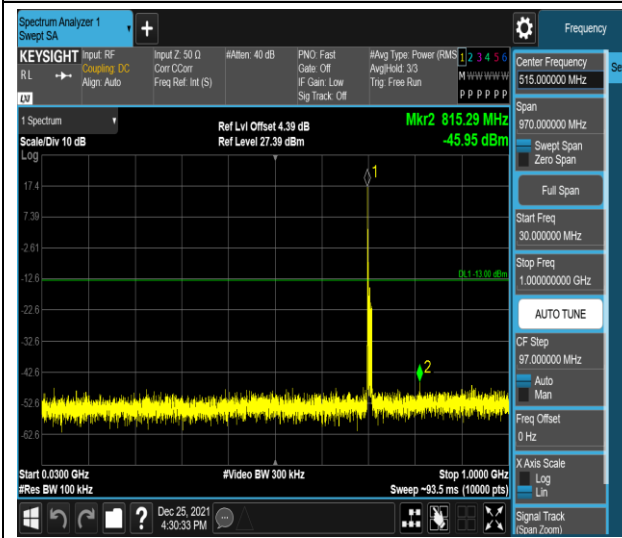 Spectrum Analyzer 1
Swept SA
+
Frequency
KEYSIGHT Input: RF Input Z: 50 Ω #Atten: 40 dB PNO: Fast #Avg Type: Power (RMS 1 2 3 4 5 6
RL Coupling: DC Corr CCorr Gate: Off Avg|Hold: 3/3 M W W W W W
Align: Auto Freq Ref: Int (S) IF Gain: Low Trig: Free Run
Sig Track: Off P P P P P P
LXI
1 Spectrum
Ref Lvl Offset 4.39 dB Mkr2 815.29 MHz
Scale/Div 10 dB Ref Level 27.39 dBm -45.95 dBm
Log
1
17.4
7.39
-2.61
-12.6
DL1 -13.00 dBm
-22.6
-32.6
-42.6
2
-52.6
-62.6
Start 0.0300 GHz #Video BW 300 kHz Stop 1.0000 GHz
#Res BW 100 kHz Sweep ~93.5 ms (10000 pts)
? Dec 25, 2021
4:30:33 PM
Center Frequency
515.000000 MHz
Se
Span
970.000000 MHz
Swept Span
Zero Span
Full Span
Start Freq
30.000000 MHz
Stop Freq
1.000000000 GHz
AUTO TUNE
CF Step
97.000000 MHz
Auto
Man
Freq Offset
0 Hz
X Axis Scale
Log
Lin
Signal Track
(Span Zoom)